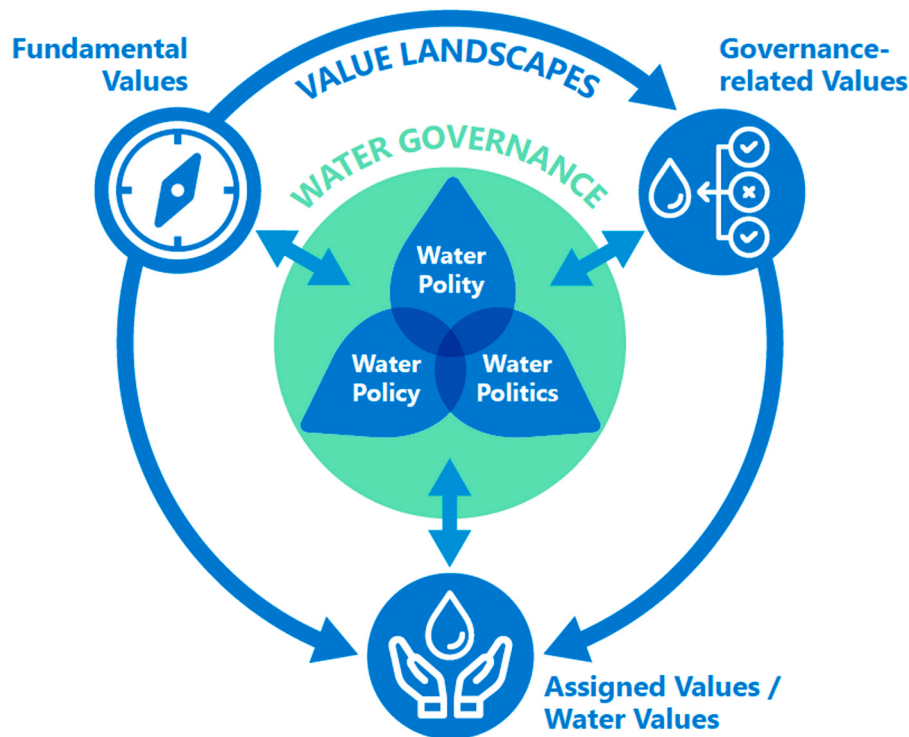 Fundamental
Values
VALUE LANDSCAPES
Governance-
related Values
WATER GOVERNANCE
Water
Polity
Water
Policy
Water
Politics
Assigned Values /
Water Values